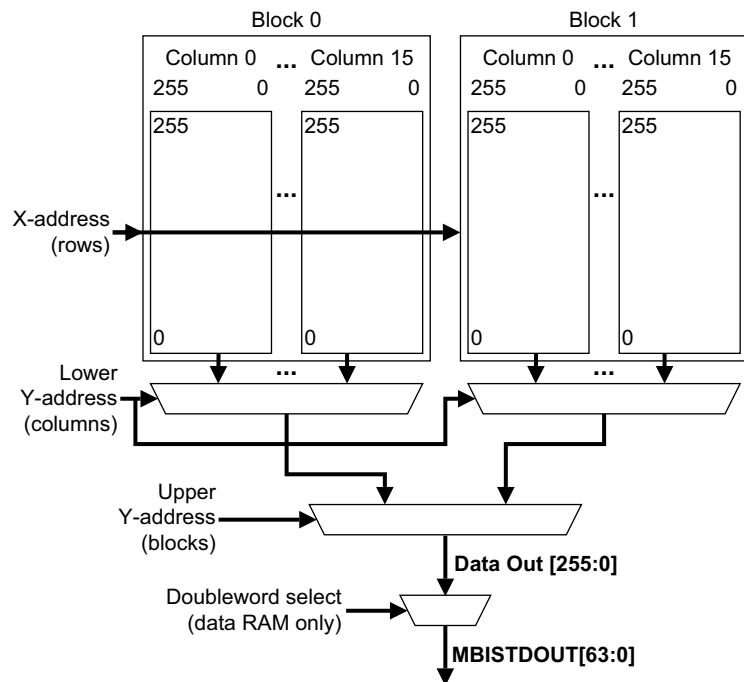 Block 0 Block 1
Column 0 ... Column 15 Column 0 ... Column 15
255 0 255 0 255 0 255 0
255 255 255 255
... ...
X-address
(rows)
0 0 0 0
... ...
Lower
Y-address
(columns)
Upper
Y-address
(blocks)
Data Out [255:0]
Doubleword select
(data RAM only)
MBISTDOUT[63:0]